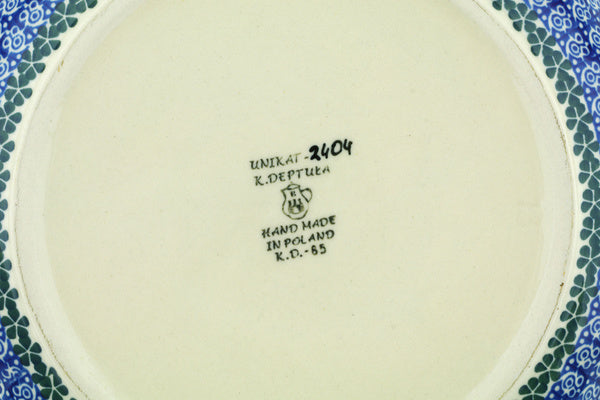 UNIKAT-2404
K.DEPTUŁA
HAND MADE
IN POLAND
K.D.-85